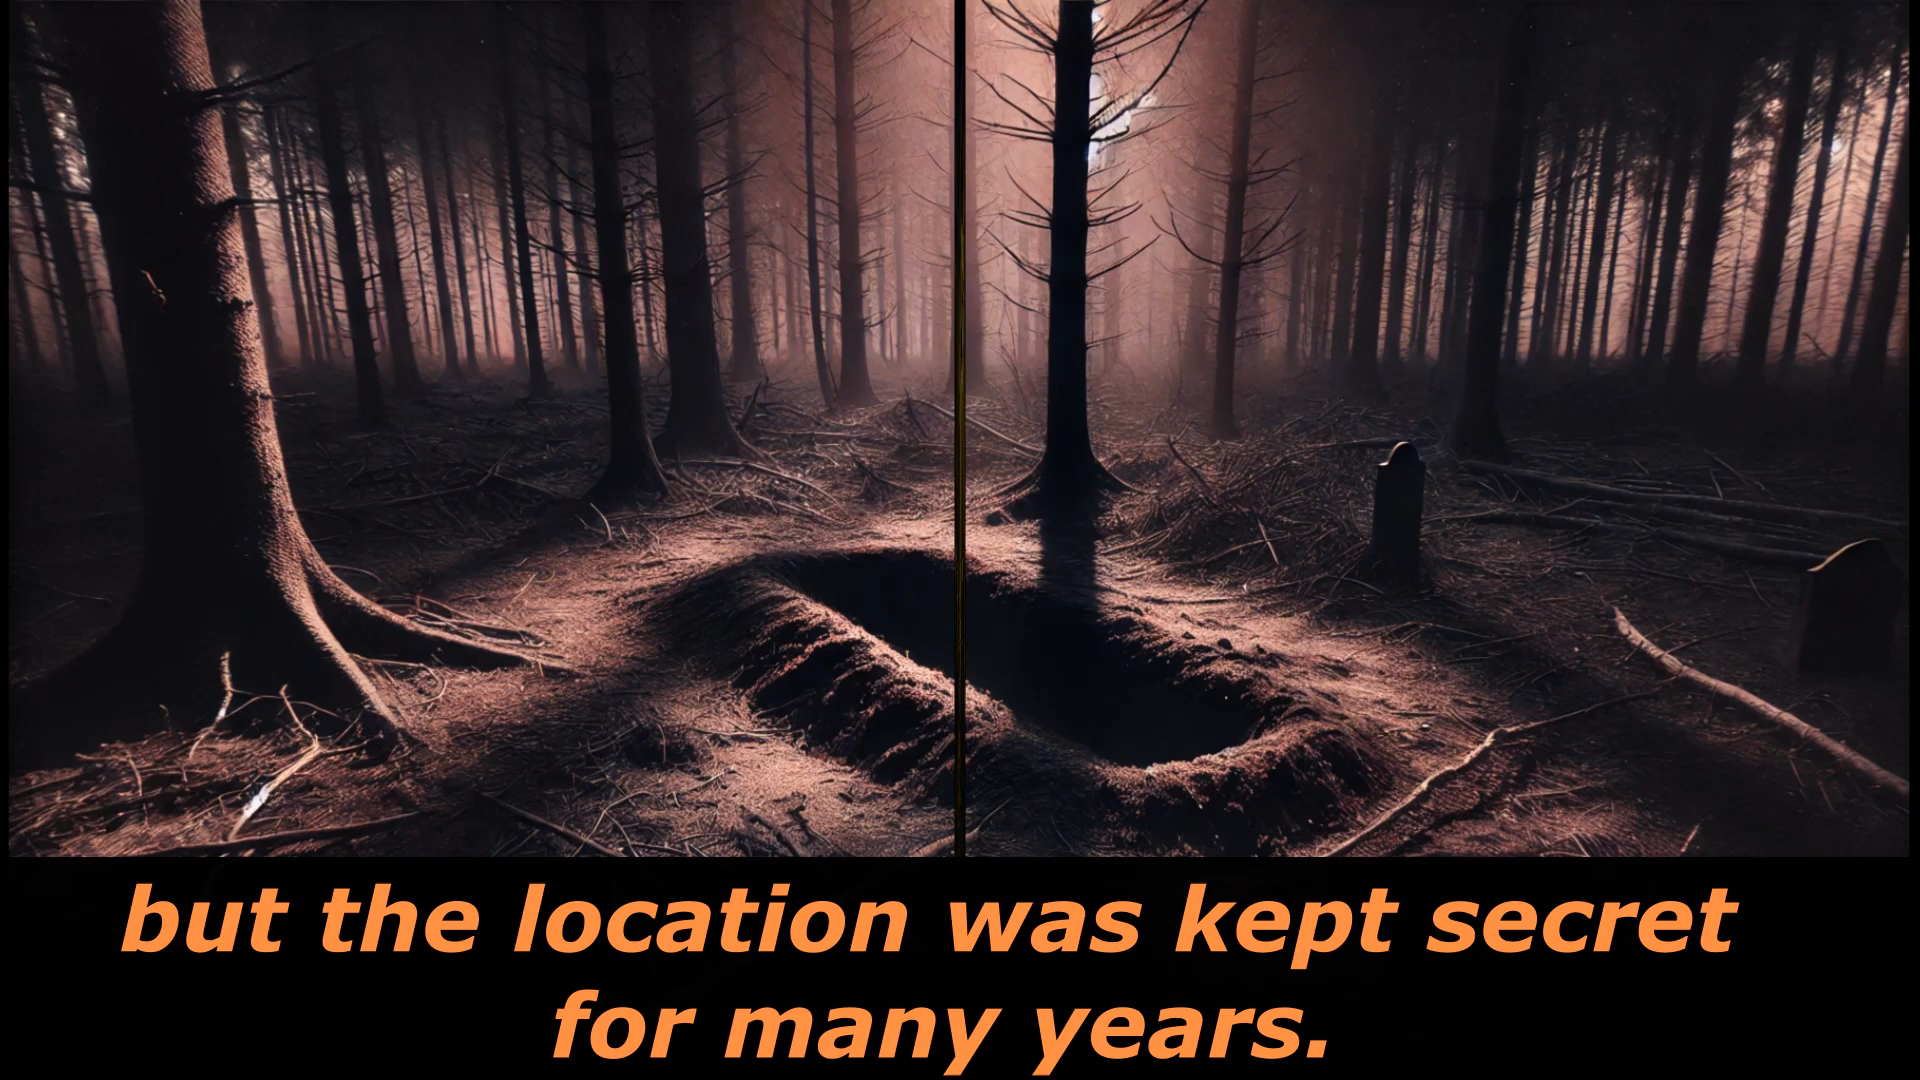 but the location was kept secret
for many years.